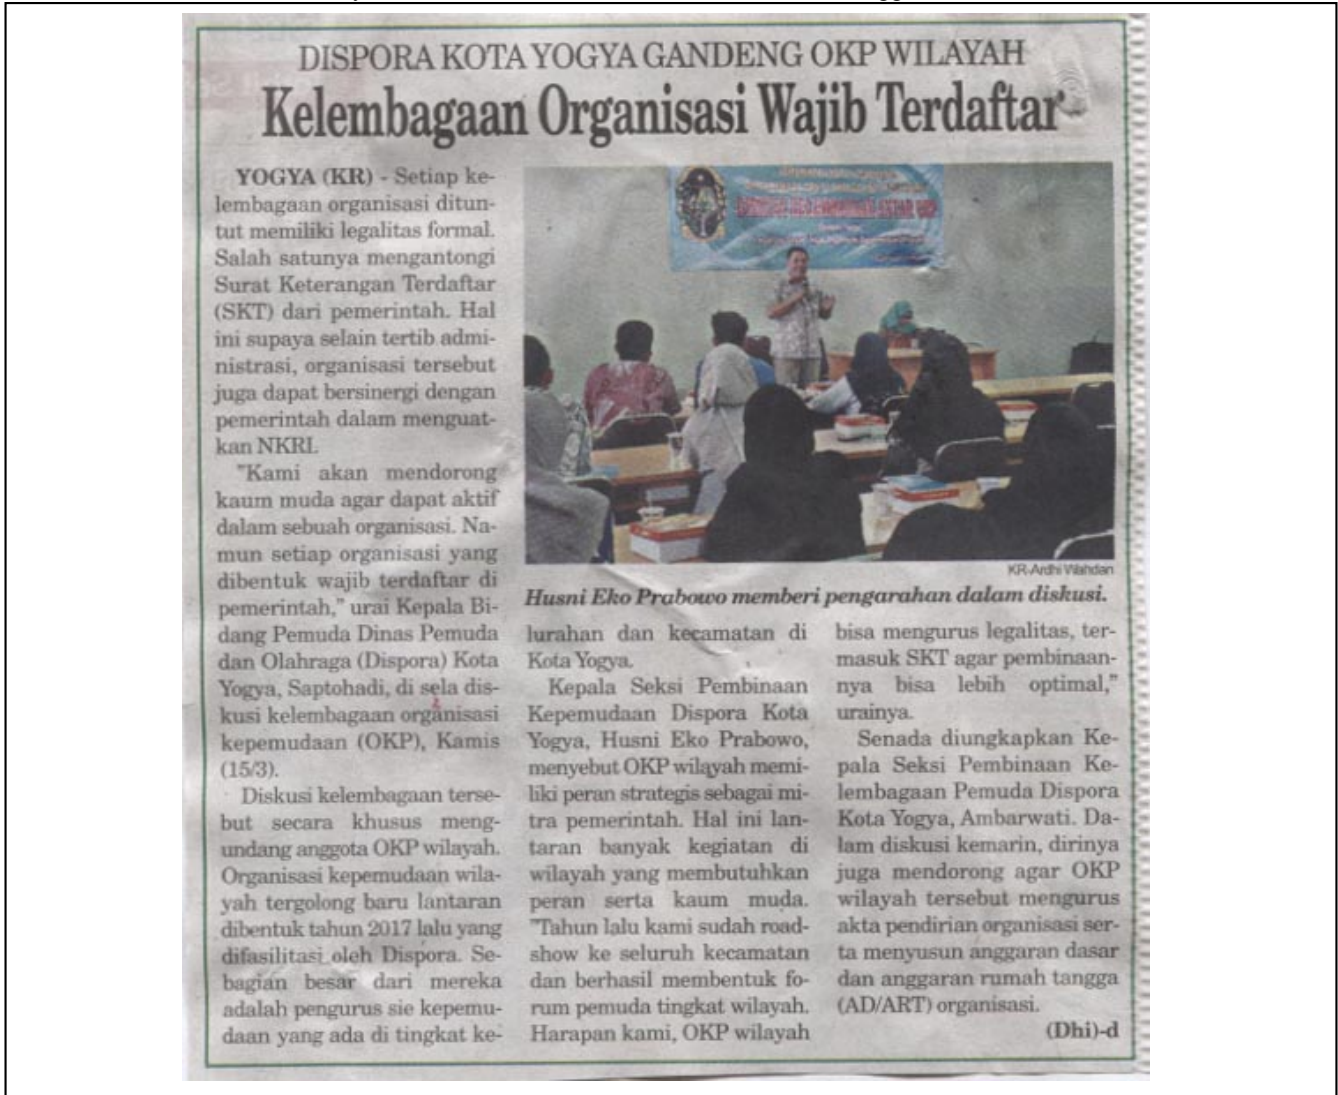 DISPORA KOTA YOGYA GANDENG OKP WILAYAH
Kelembagaan Organisasi Wajib Terdaftar
YOGYA (KR) - Setiap ke-
lembagaan organisasi ditun-
tut memiliki legalitas formal.
Salah satunya mengantongi
Surat Keterangan Terdaftar
(SKT) dari pemerintah. Hal
ini supaya selain tertib admi-
nistrasi, organisasi tersebut
juga dapat bersinergi dengan
pemerintah dalam menguat-
kan NKRI.
"Kami akan mendorong
kaum muda agar dapat aktif
dalam sebuah organisasi. Na-
mun setiap organisasi yang
dibentuk wajib terdaftar di
pemerintah," urai Kepala Bi-
dang Pemuda Dinas Pemuda
dan Olahraga (Dispora) Kota
Yogya, Saptohadi, di sela dis-
kusi kelembagaan organisasi
kepemudaan (OKP), Kamis
(15/3).
Diskusi kelembagaan terse-
but secara khusus meng-
undang anggota OKP wilayah.
Organisasi kepemudaan wila-
yah tergolong baru lantaran
dibentuk tahun 2017 lalu yang
difasilitasi oleh Dispora. Se-
bagian besar dari mereka
adalah pengurus sie kepemu-
daan yang ada di tingkat ke-
KR-Ardhi Wahdan
Husni Eko Prabowo memberi pengarahan dalam diskusi.
lurahan dan kecamatan di
Kota Yogya.
Kepala Seksi Pembinaan
Kepemudaan Dispora Kota
Yogya, Husni Eko Prabowo,
menyebut OKP wilayah memi-
liki peran strategis sebagai mi-
tra pemerintah. Hal ini lan-
taran banyak kegiatan di
wilayah yang membutuhkan
peran serta kaum muda.
"Tahun lalu kami sudah road-
show ke seluruh kecamatan
dan berhasil membentuk fo-
rum pemuda tingkat wilayah.
Harapan kami, OKP wilayah
bisa mengurus legalitas, ter-
masuk SKT agar pembinaan-
nya bisa lebih optimal,"
urainya.
Senada diungkapkan Ke-
pala Seksi Pembinaan Ke-
lembagaan Pemuda Dispora
Kota Yogya, Ambarwati. Da-
lam diskusi kemarin, dirinya
juga mendorong agar OKP
wilayah tersebut mengurus
akta pendirian organisasi ser-
ta menyusun anggaran dasar
dan anggaran rumah tangga
(AD/ART) organisasi.
(Dhi)-d